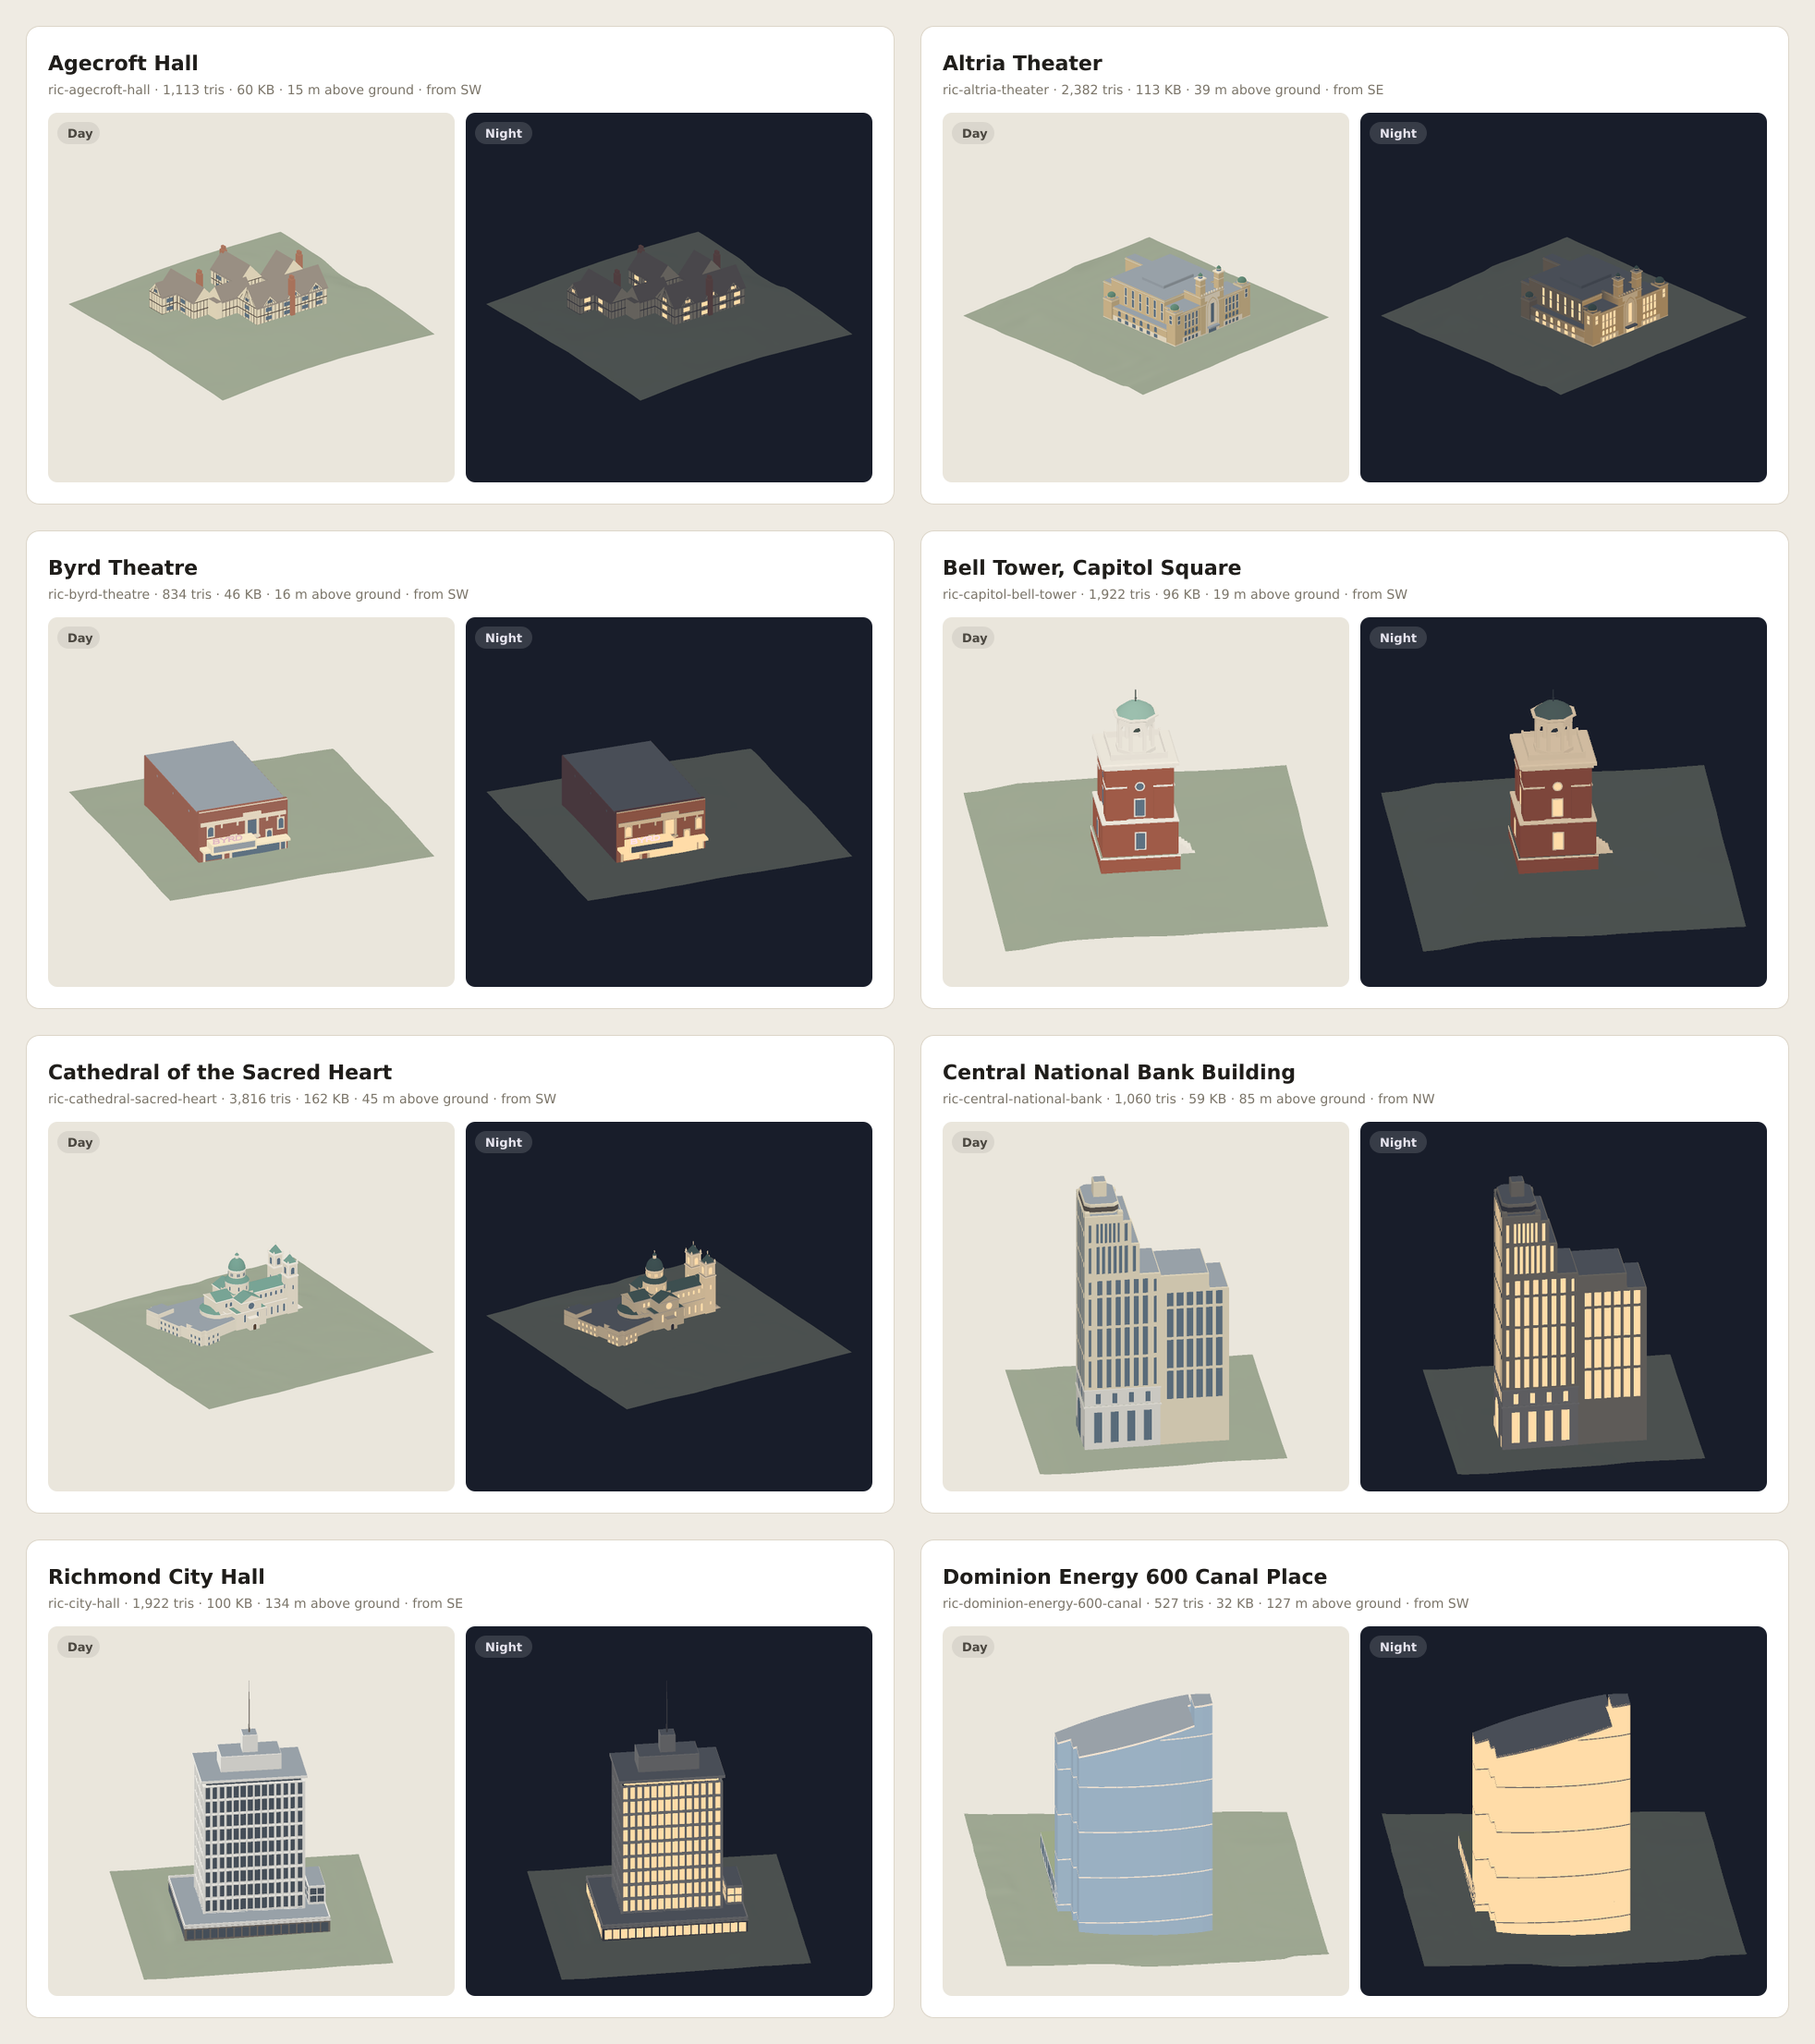 Agecroft Hall
ric-agecroft-hall · 1,113 tris · 60 KB · 15 m above ground · from SW
Day
Night
Altria Theater
ric-altria-theater · 2,382 tris · 113 KB · 39 m above ground · from SE
Day
Night
Byrd Theatre
ric-byrd-theatre · 834 tris · 46 KB · 16 m above ground · from SW
Day
Night
Bell Tower, Capitol Square
ric-capitol-bell-tower · 1,922 tris · 96 KB · 19 m above ground · from SW
Day
Night
Cathedral of the Sacred Heart
ric-cathedral-sacred-heart · 3,816 tris · 162 KB · 45 m above ground · from SW
Day
Night
Central National Bank Building
ric-central-national-bank · 1,060 tris · 59 KB · 85 m above ground · from NW
Day
Night
Richmond City Hall
ric-city-hall · 1,922 tris · 100 KB · 134 m above ground · from SE
Day
Night
Dominion Energy 600 Canal Place
ric-dominion-energy-600-canal · 527 tris · 32 KB · 127 m above ground · from SW
Day
Night